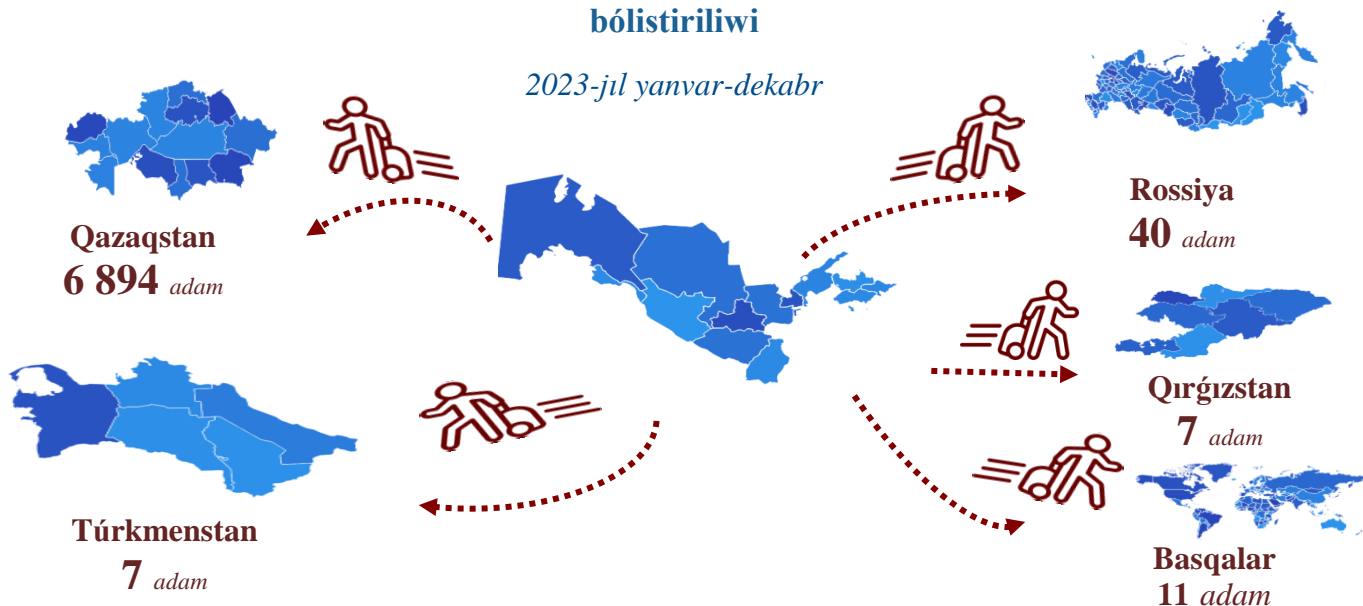 bólistiriliwi
2023-jıl yanvar-dekabr
Qazaqstan
6 894 adam
Rossiya
40 adam
Qırǵızstan
7 adam
Túrkmenstan
7 adam
Basqalar
11 adam